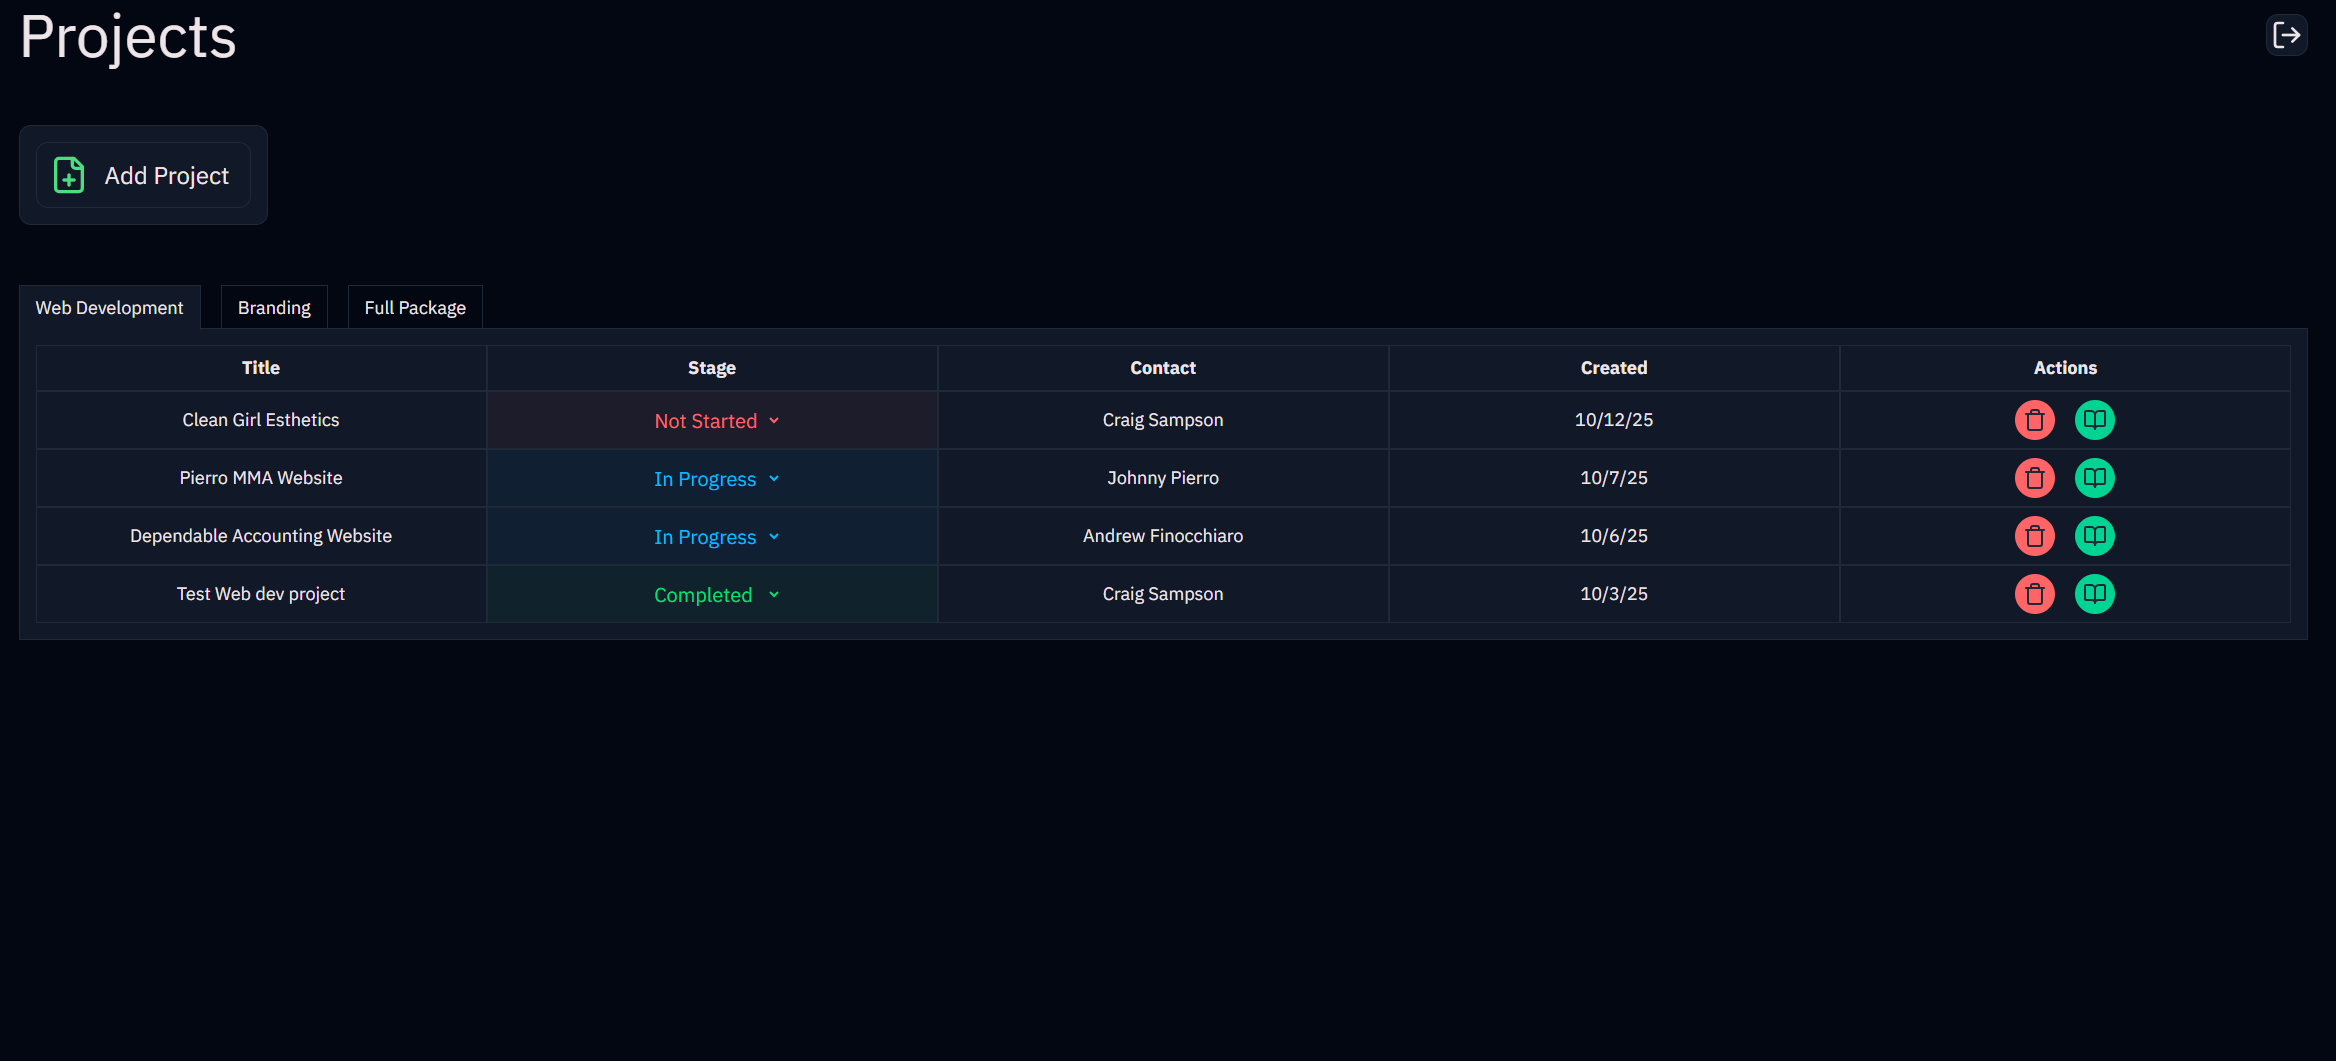 Projects
Add Project
Web Development Branding Full Package
Title Stage Contact Created Actions
Clean Girl Esthetics Not Started Craig Sampson 10/12/25
Pierro MMA Website In Progress Johnny Pierro 10/7/25
Dependable Accounting Website In Progress Andrew Finocchiaro 10/6/25
Test Web dev project Completed Craig Sampson 10/3/25